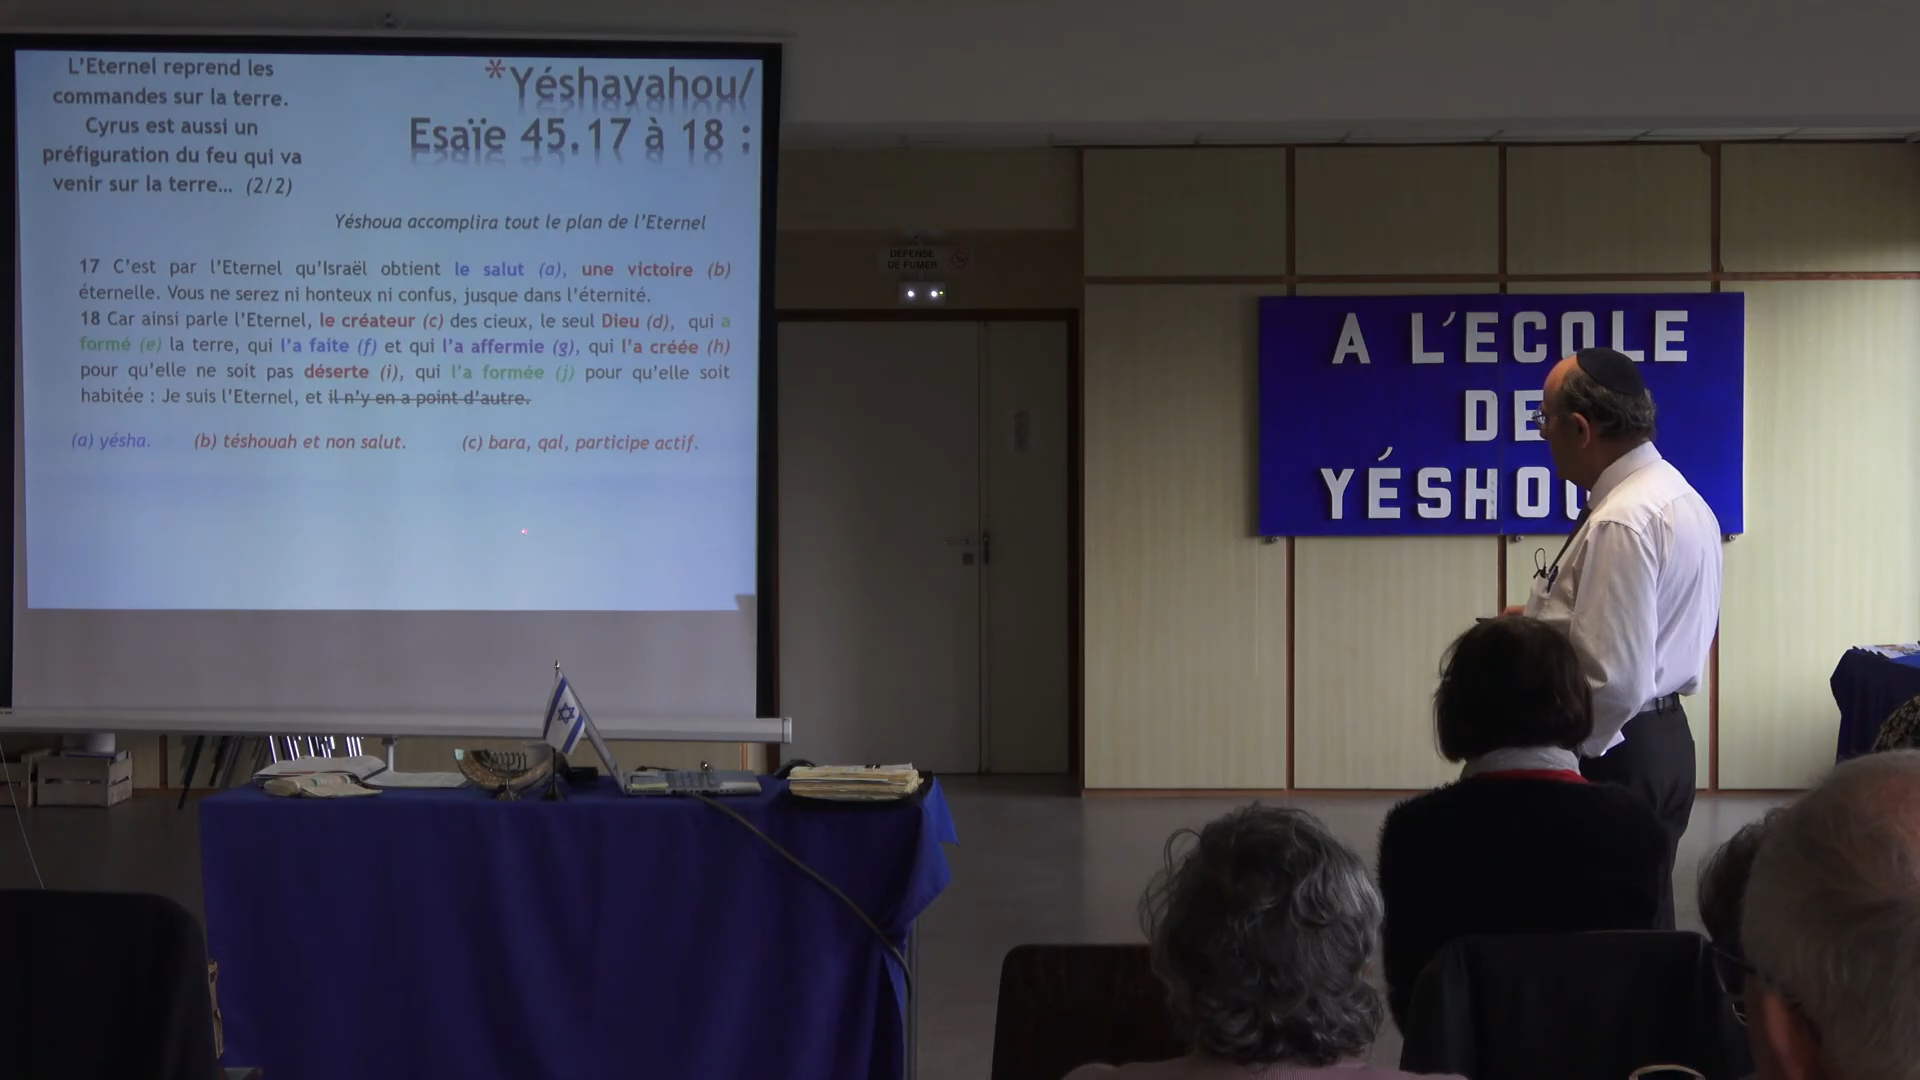 L'Eternel reprend les
commandes sur la terre.
Cyrus est aussi un
préfiguration du feu qui va
venir sur la terre... (2/2)
*Yéshayahou/
Esaïe 45.17 à 18 :
Yéshoua accomplira tout le plan de l'Eternel
17 C'est par l'Eternel qu'Israël obtient le salut (a), une victoire (b)
éternelle. Vous ne serez ni honteux ni confus, jusque dans l'éternité.
18 Car ainsi parle l'Eternel, le créateur (c) des cieux, le seul Dieu (d), qui a
formé (e) la terre, qui l'a faite (f) et qui l'a affermie (g), qui l'a créée (h)
pour qu'elle ne soit pas déserte (i), qui l'a formée (j) pour qu'elle soit
habitée : Je suis l'Eternel, et il n'y en a point d'autre.
(a) yésha. (b) téshouah et non salut. (c) bara, qal, participe actif.
DEFENSE
DE FUMER
A L'ECOLE
DE
YÉSHOU